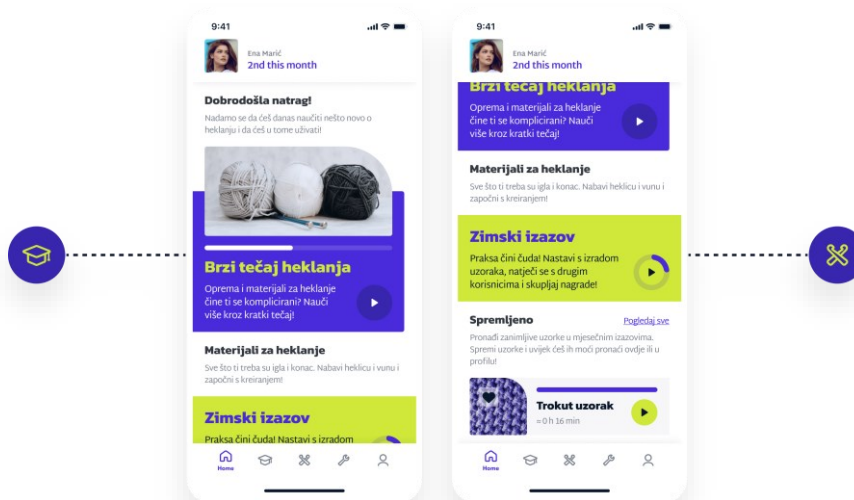 9:41
Ena Marić
2nd this month
Dobrodošla natrag!
Nadamo se da ćeš danas naučiti nešto novo o
heklanju i da ćeš u tome uživati!
Brzi tečaj heklanja
Oprema i materijali za heklanje
čine ti se komplicirani? Nauči
više kroz kratki tečaj!
Materijali za heklanje
Sve što ti treba su igla i konac. Nabavi heklicu i vunu i
započni s kreiranjem!
Zimski izazov
Praksa čini čuda! Nastavi s izradom
Home
9:41
Ena Marić
2nd this month
Brzi tečaj heklanja
Oprema i materijali za heklanje
čine ti se komplicirani? Nauči
više kroz kratki tečaj!
Materijali za heklanje
Sve što ti treba su igla i konac. Nabavi heklicu i vunu i
započni s kreiranjem!
Zimski izazov
Praksa čini čuda! Nastavi s izradom
uzoraka, natječi se s drugim
korisnicima i skupljaj nagrade!
Spremljeno
Pogledaj sve
Pronađi zanimljive uzorke u mjesečnim izazovima.
Spremi uzorke i uvijek ćeš ih moći pronaći ovdje ili u
profilu!
Trokut uzorak
≈ 0 h 16 min
Home